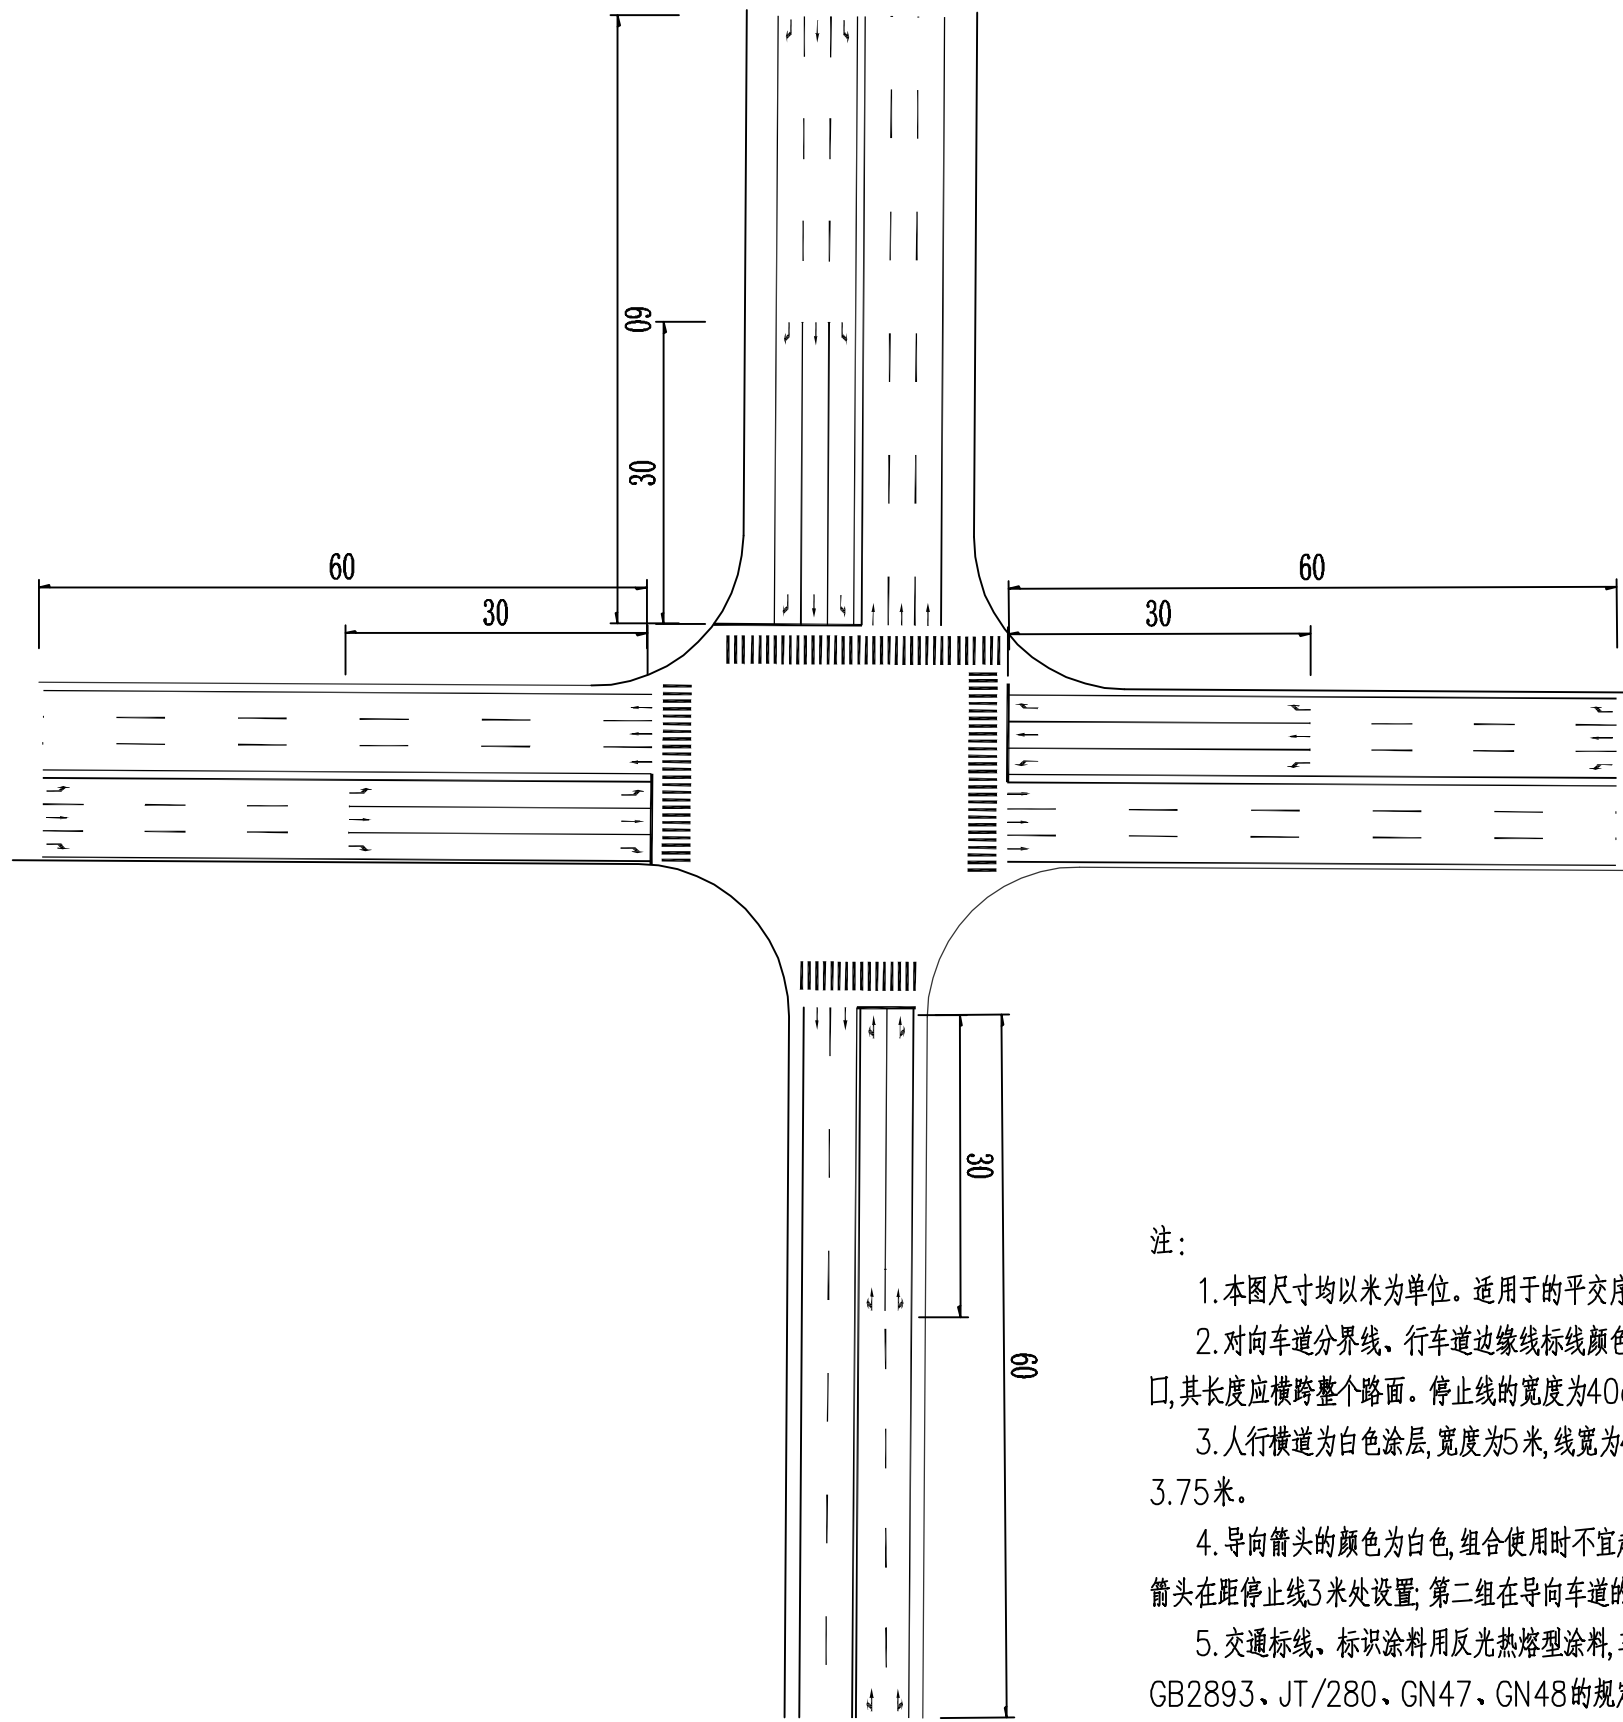 60
30
60
30
60
30
30
60
注:
1.本图尺寸均以米为单位。适用于的平交
2.对向车道分界线、行车道边缘线标线颜色
口,其长度应横跨整个路面。停止线的宽度为40
3.人行横道为白色涂层,宽度为5米,线宽为
3.75米。
4.导向箭头的颜色为白色,组合使用时不宜
箭头在距停止线3米处设置;第二组在导向车道的
5.交通标线、标识涂料用反光热熔型涂料,
GB2893、JT/280、GN47、GN48的规